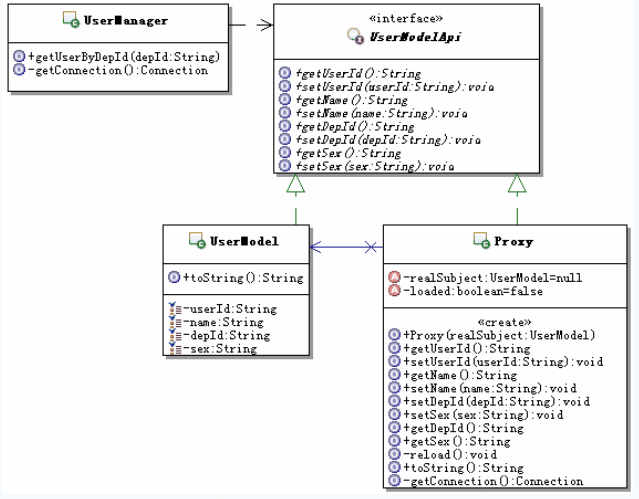 UserManager
+getUserByDepId(depId:String)
-getConnection():Connection
«interface»
UserModelApi
+getUserId():String
+setUserId(userId:String):void
+getName():String
+setName(name:String):void
+getDepId():String
+setDepId(depId:String):void
+getSex():String
+setSex(sex:String):void
UserModel
+toString():String
-userId:String
-name:String
-depId:String
-sex:String
Proxy
-realSubject:UserModel=null
-loaded:boolean=false
«create»
+Proxy(realSubject:UserModel)
+getUserId():String
+setUserId(userId:String):void
+getName():String
+setName(name:String):void
+setDepId(depId:String):void
+setSex(sex:String):void
+getDepId():String
+getSex():String
-reload():void
+toString():String
-getConnection():Connection